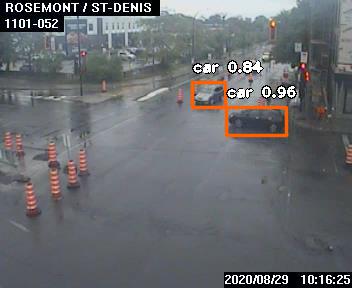 ROSEMONT / ST-DENIS
1101-052
car 0.84
car 0.96
2020/08/29 10:16:25